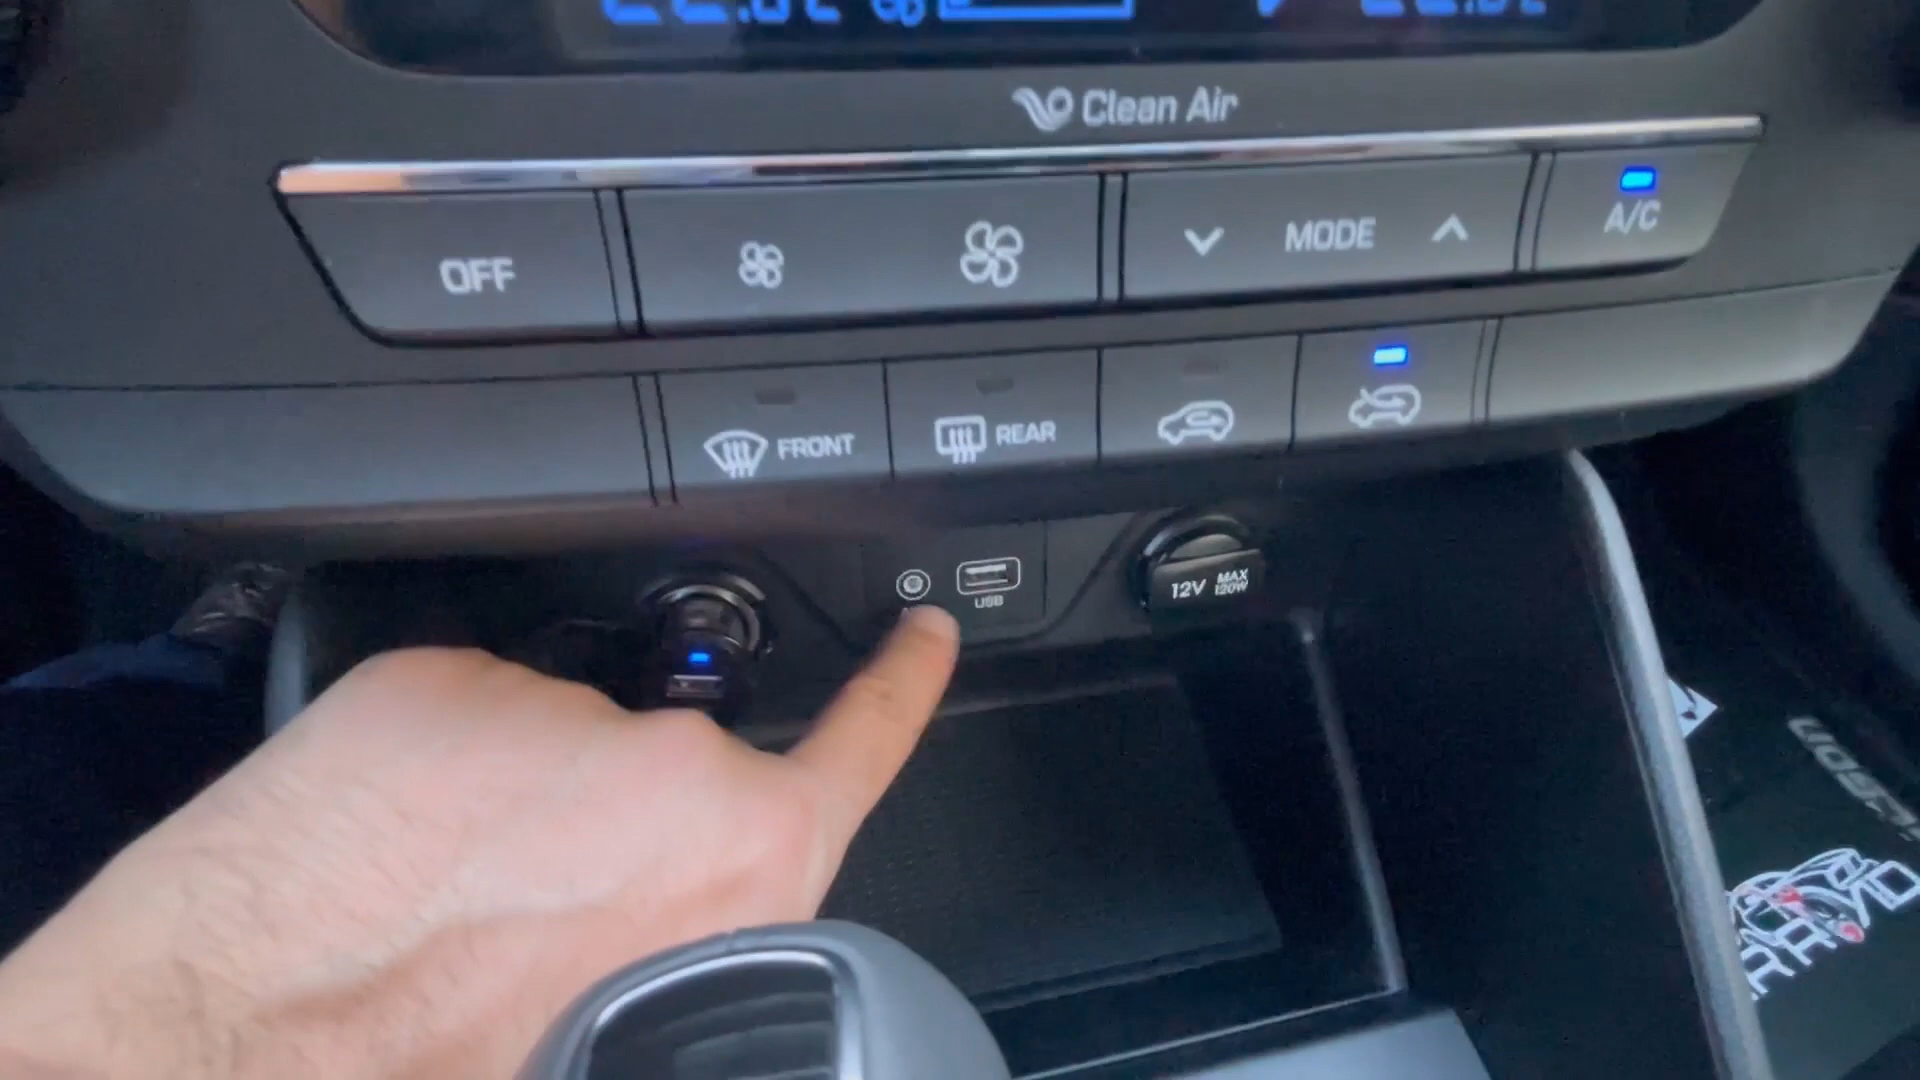 Clean Air
OFF
MODE
A/C
FRONT
REAR
USB
12V MAX 120W